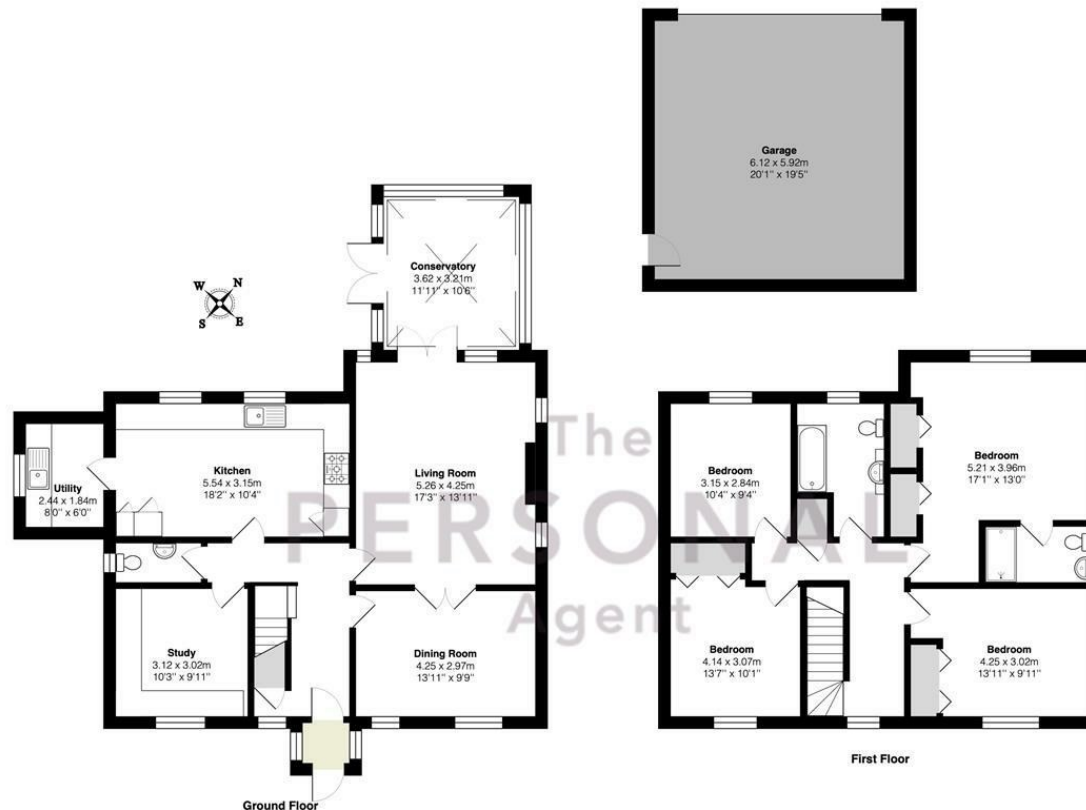 Garage
6.12 x 5.92m
20'1" x 19'5"
Conservatory
3.62 x 3.21m
11'11" x 10'6"
W N
S E
Kitchen
5.54 x 3.15m
18'2" x 10'4"
Utility
2.44 x 1.84m
8'0" x 6'0"
Living Room
5.26 x 4.25m
17'3" x 13'11"
Study
3.12 x 3.02m
10'3" x 9'11"
Dining Room
4.25 x 2.97m
13'11" x 9'9"
Ground Floor
Bedroom
3.15 x 2.84m
10'4" x 9'4"
Bedroom
5.21 x 3.96m
17'1" x 13'0"
Bedroom
4.14 x 3.07m
13'7" x 10'1"
Bedroom
4.25 x 3.02m
13'11" x 9'11"
First Floor
The
PERSONAL
Agent